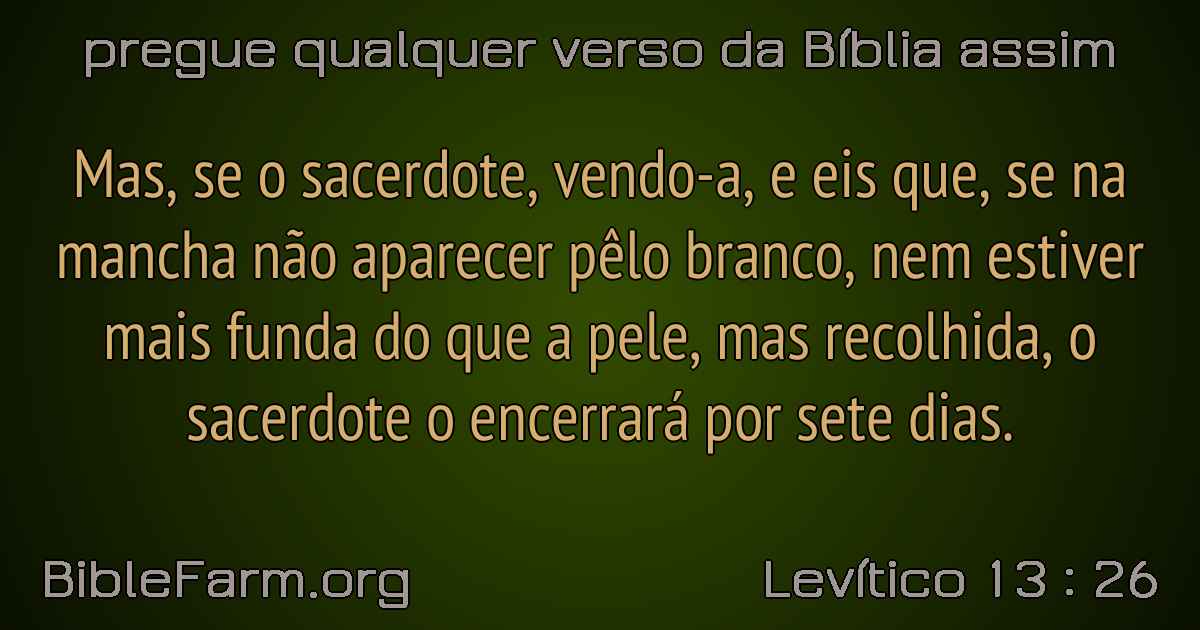 pregue qualquer verso da Bíblia assim
Mas, se o sacerdote, vendo-a, e eis que, se na
mancha não aparecer pêlo branco, nem estiver
mais funda do que a pele, mas recolhida, o
sacerdote o encerrará por sete dias.
BibleFarm.org
Levítico 13 : 26